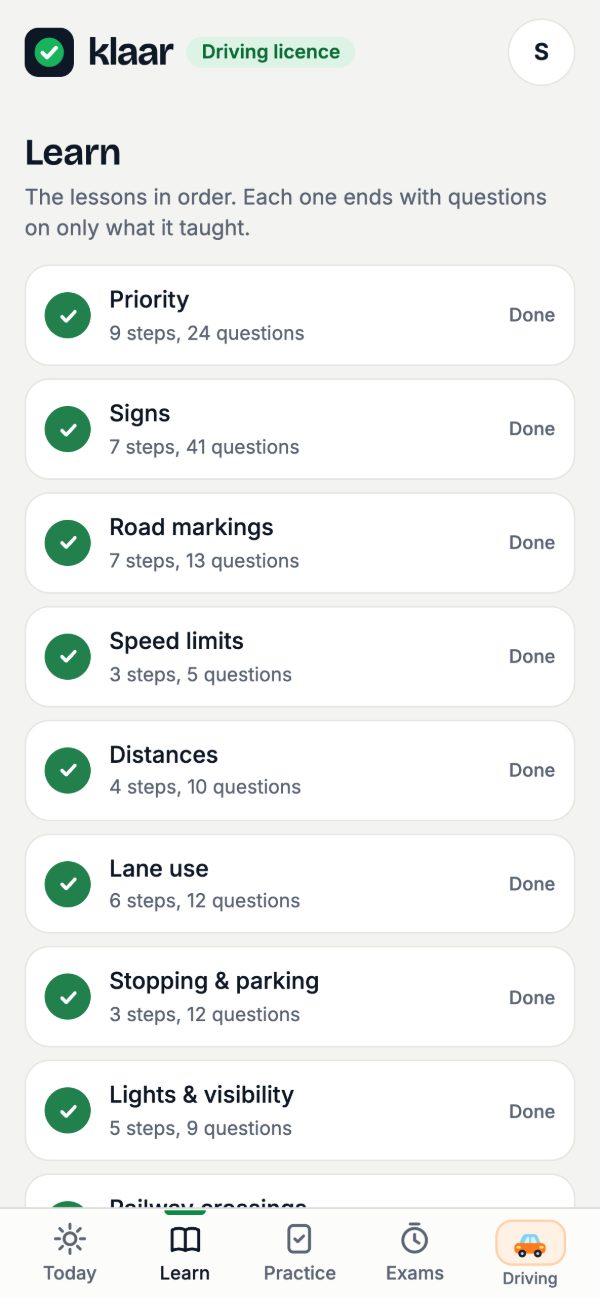 klaar
Driving licence
S
Learn
The lessons in order. Each one ends with questions
on only what it taught.
Priority
9 steps, 24 questions
Done
Signs
7 steps, 41 questions
Done
Road markings
7 steps, 13 questions
Done
Speed limits
3 steps, 5 questions
Done
Distances
4 steps, 10 questions
Done
Lane use
6 steps, 12 questions
Done
Stopping & parking
3 steps, 12 questions
Done
Lights & visibility
5 steps, 9 questions
Done
Railway crossings
Today
Learn
Practice
Exams
Driving